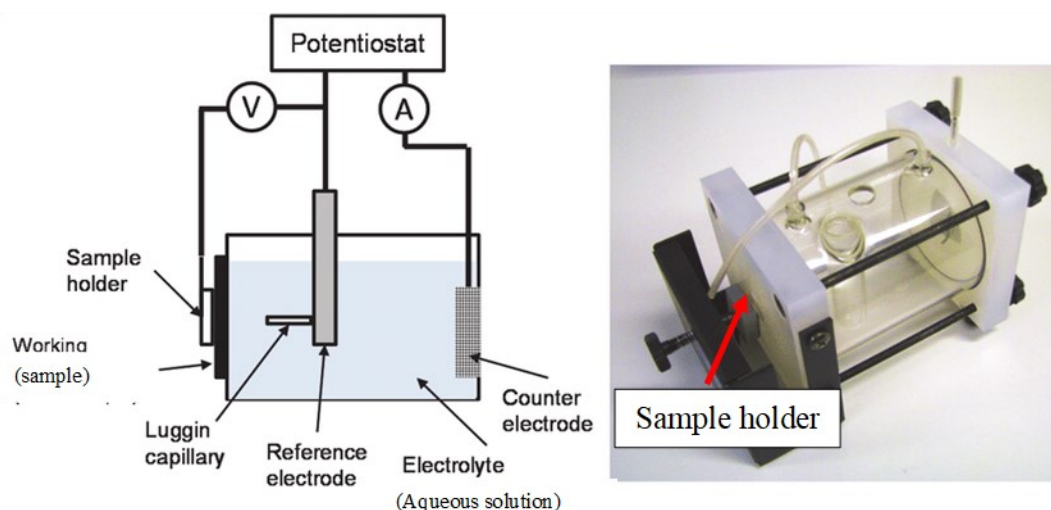 Potentiostat
V
A
Sample
holder
Working
(sample)
Luggin
capillary
Reference
electrode
Electrolyte
(Aqueous solution)
Counter
electrode
Sample holder